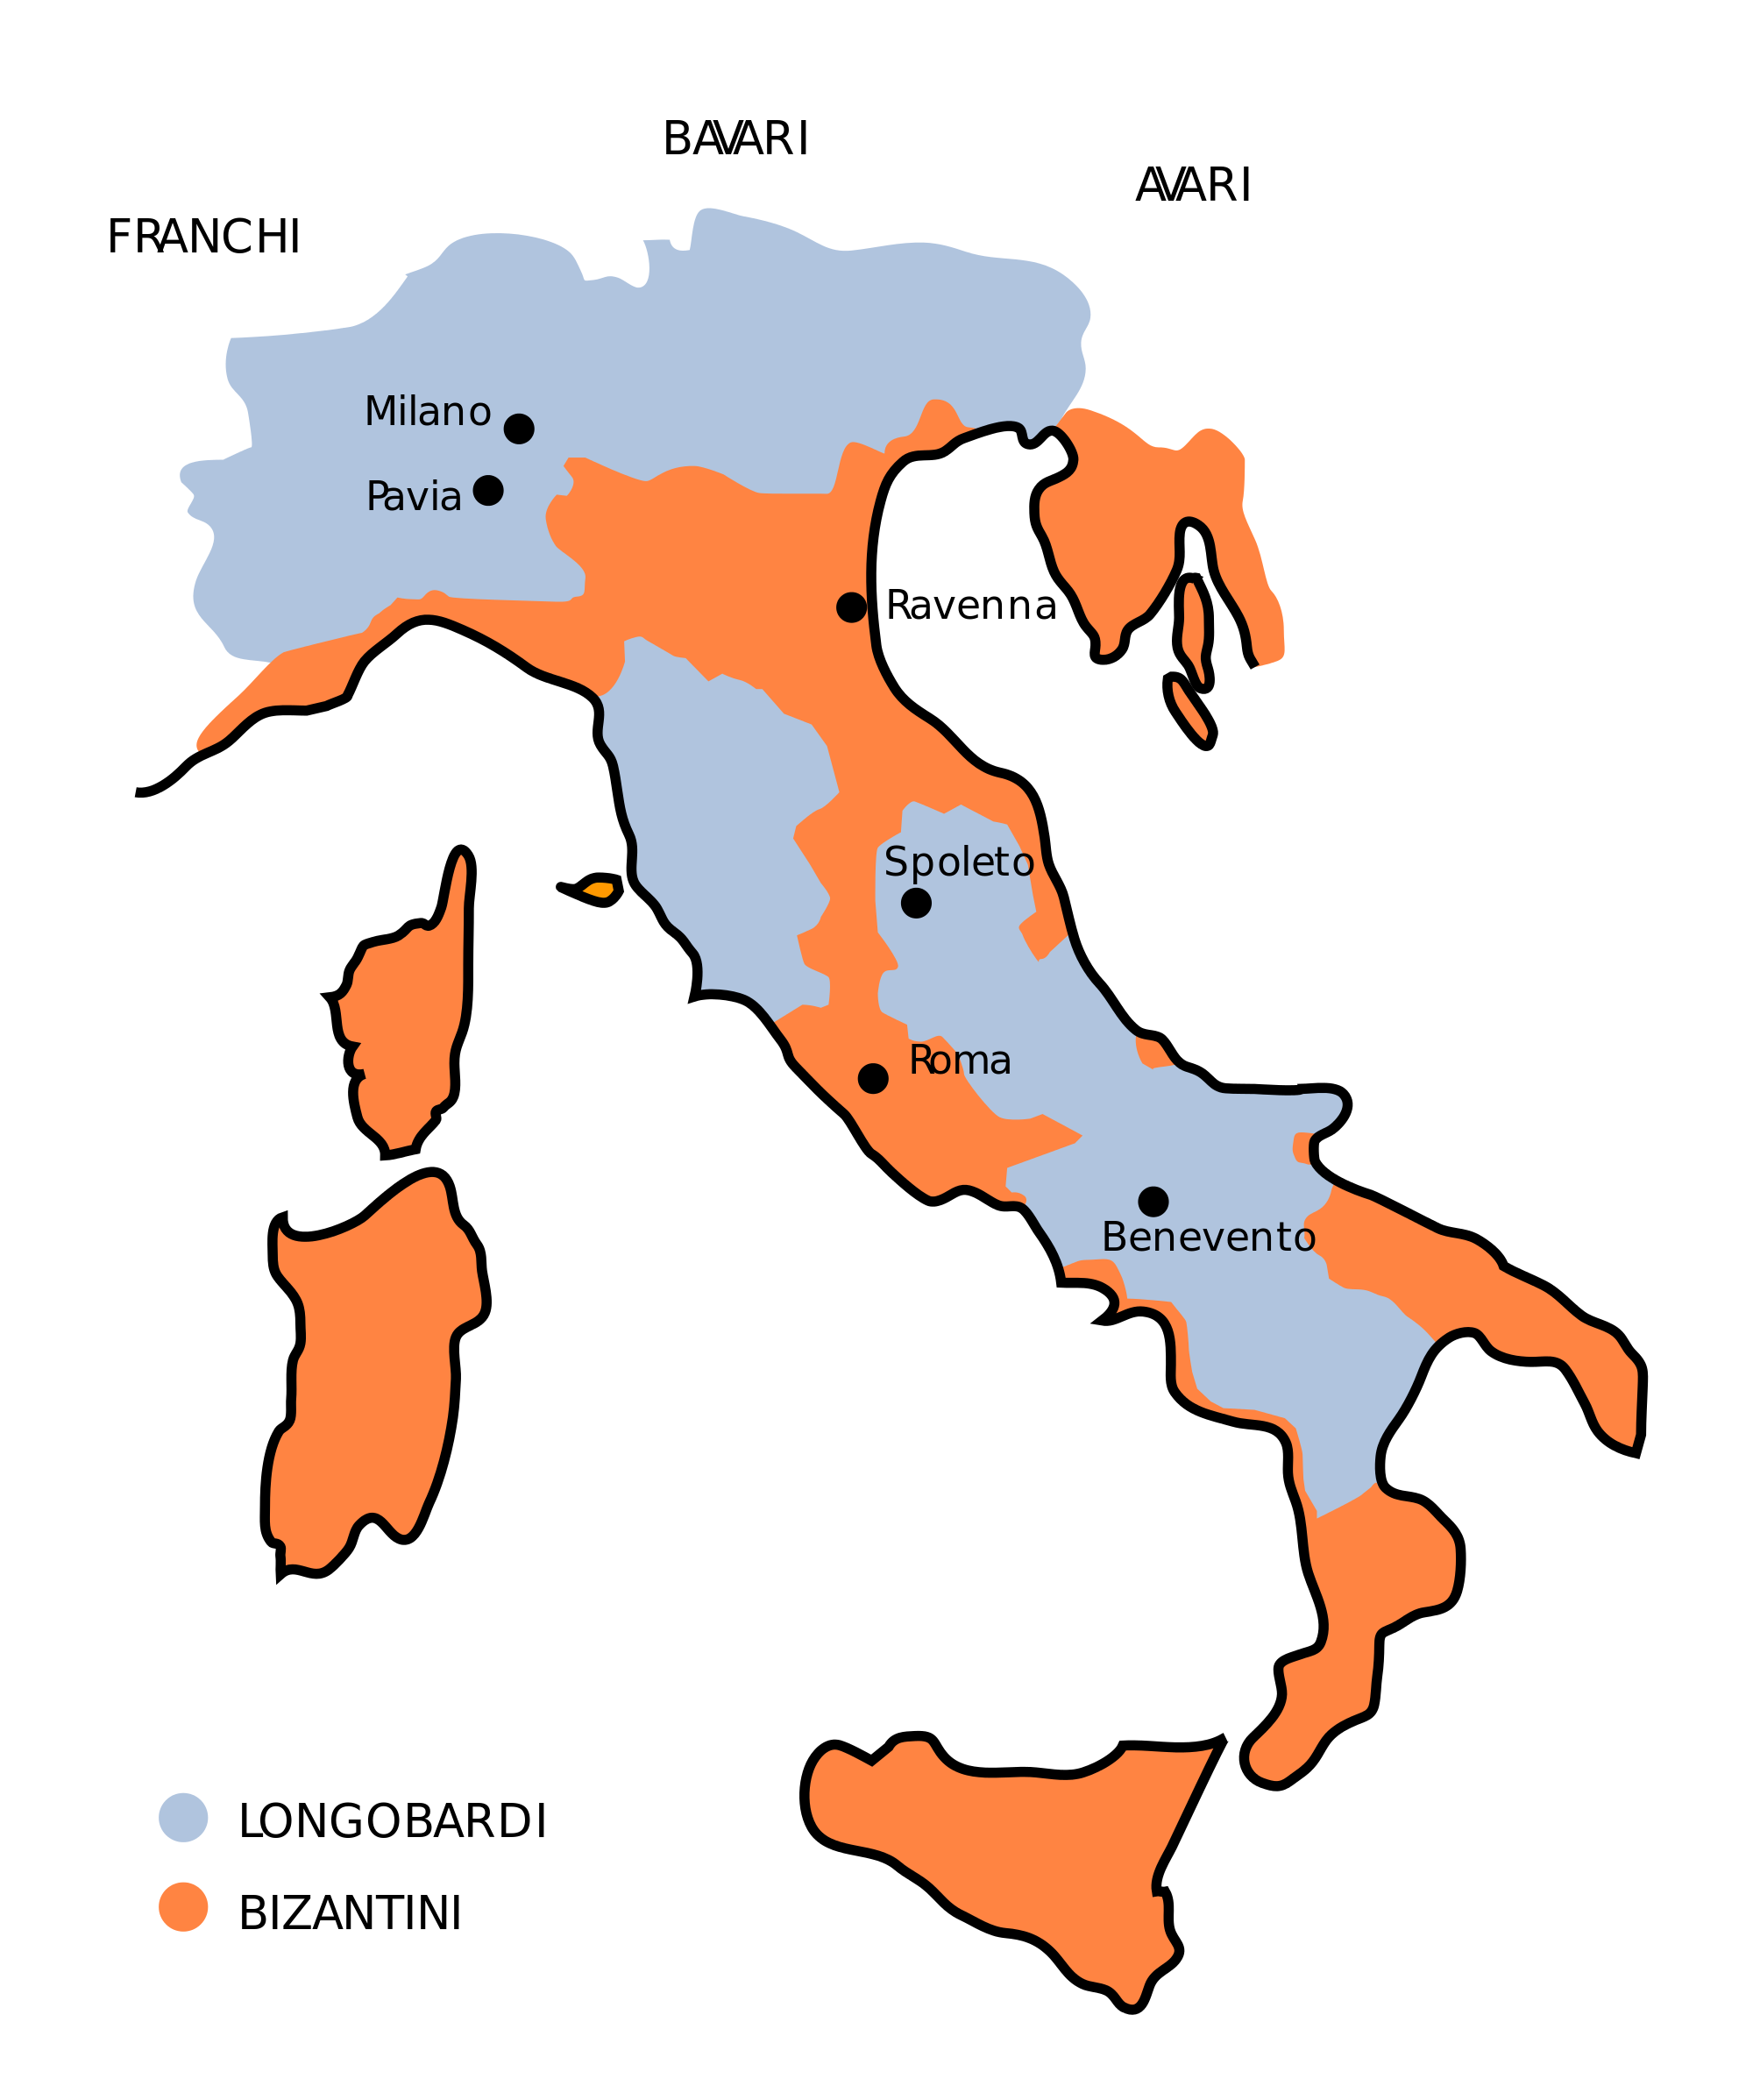 BAVARI
AVARI
FRANCHI
Milano
Pavia
Ravenna
Spoleto
Roma
Benevento
LONGOBARDI
BIZANTINI